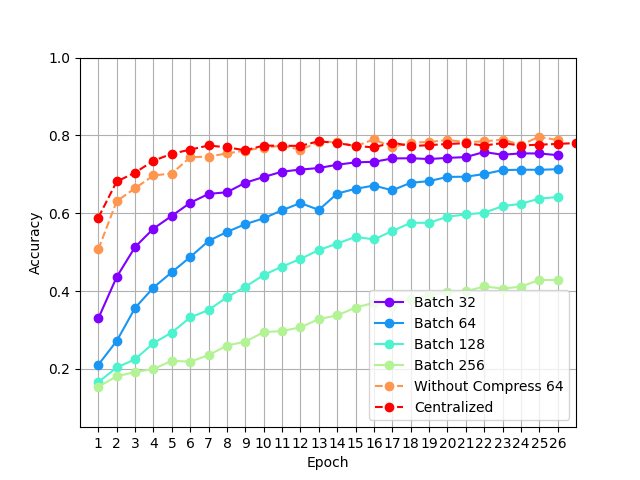 1.0
0.8
0.6
0.4
0.2
Accuracy
Batch 32
Batch 64
Batch 128
Batch 256
Without Compress 64
Centralized
1 2 3 4 5 6 7 8 9 10 11 12 13 14 15 16 17 18 19 20 21 22 23 24 25 26
Epoch